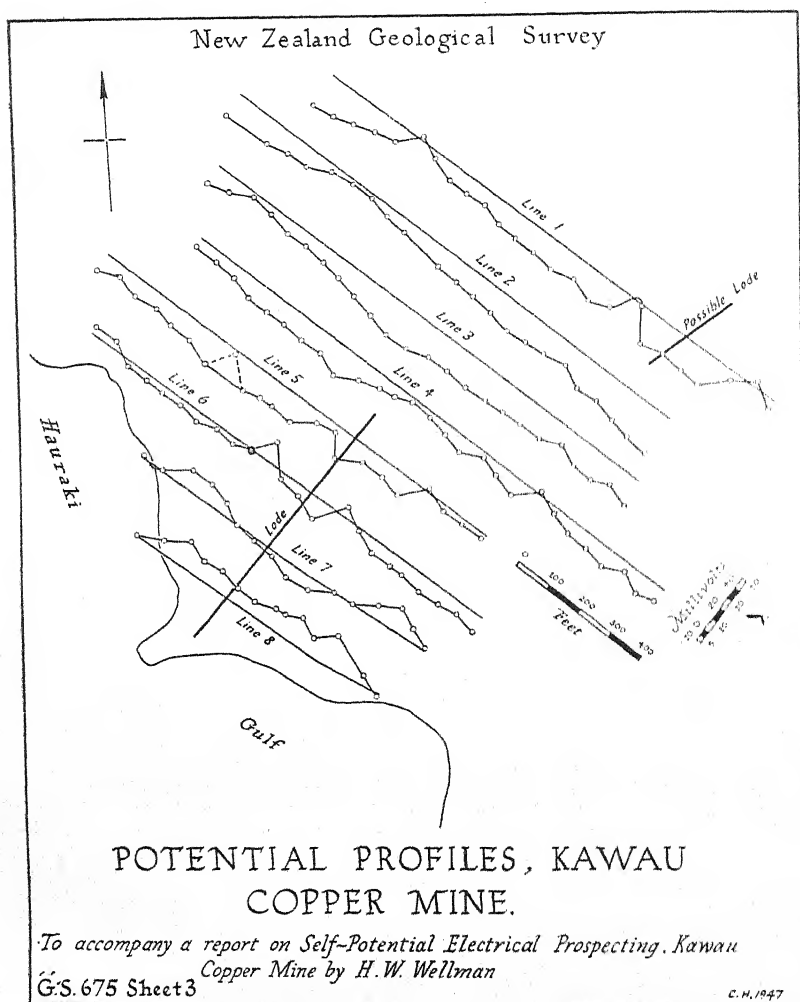 New Zealand Geological Survey
Line 1
Possible Lode
Line 2
Line 3
Line 4
Line 5
Line 6
Hauraki
Lode
Line 7
Line 8
0 100 200 300 400
Feet
Millivolts
Gulf
POTENTIAL PROFILES, KAWAU
COPPER MINE.
To accompany a report on Self-Potential Electrical Prospecting. Kawau
Copper Mine by H.W. Wellman
G.S. 675 Sheet 3
C.H. 1947